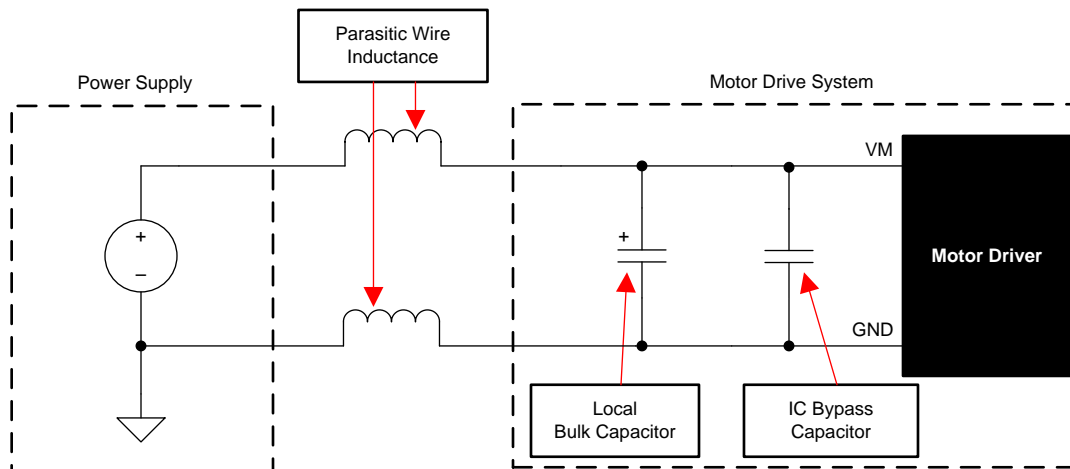 Parasitic Wire
Inductance
Power Supply
Motor Drive System
VM
+
+
–
Motor Driver
GND
Local
Bulk Capacitor
IC Bypass
Capacitor